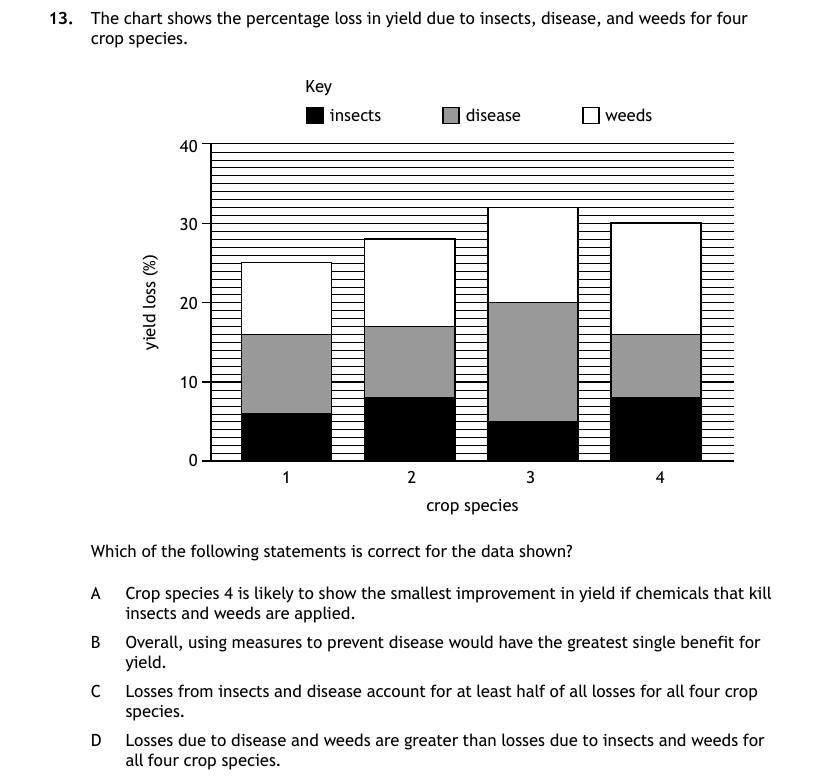 13. The chart shows the percentage loss in yield due to insects, disease, and weeds for four
crop species.
Key
insects disease weeds
40
30
20
10
0
yield loss (%)
1 2 3 4
crop species
Which of the following statements is correct for the data shown?
A Crop species 4 is likely to show the smallest improvement in yield if chemicals that kill
insects and weeds are applied.
B Overall, using measures to prevent disease would have the greatest single benefit for
yield.
C Losses from insects and disease account for at least half of all losses for all four crop
species.
D Losses due to disease and weeds are greater than losses due to insects and weeds for
all four crop species.